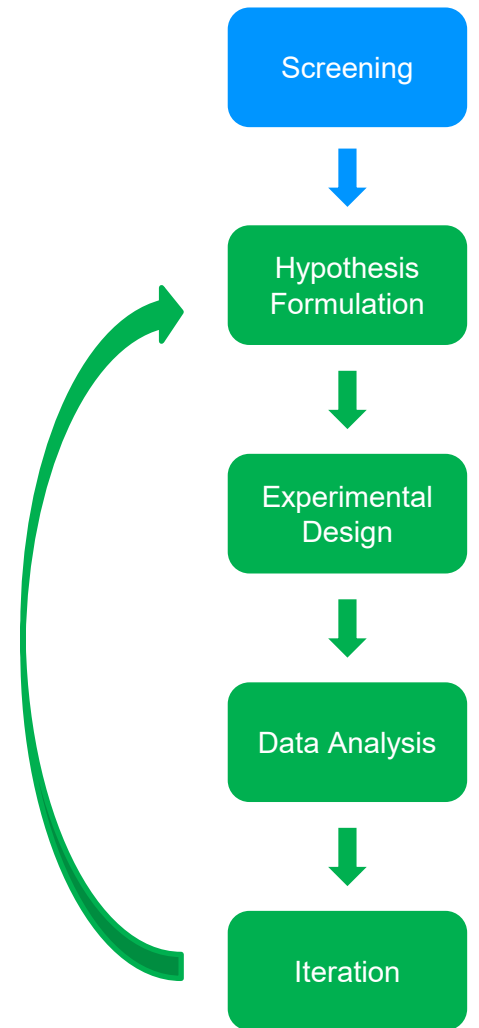 Screening
Hypothesis
Formulation
Experimental
Design
Data Analysis
Iteration